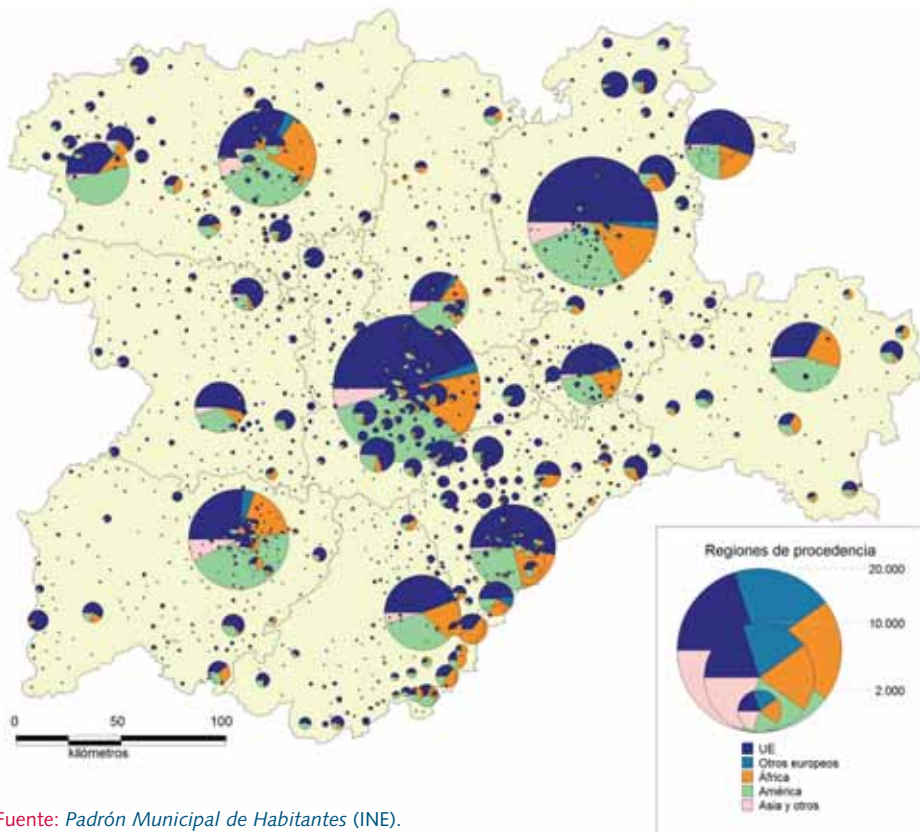 Regiones de procedencia
20.000
10.000
2.000
UE
Otros europeos
África
América
Asia y otros
0 50 100
kilómetros
Fuente: Padrón Municipal de Habitantes (INE).